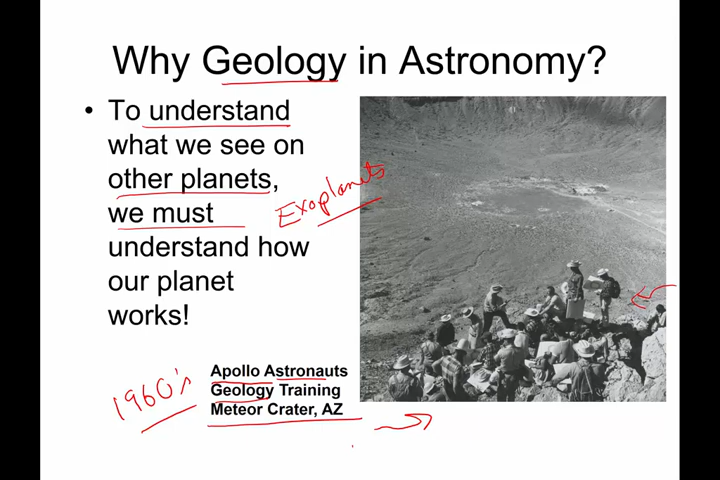 Why Geology in Astronomy?
• To understand
what we see on
other planets,
we must
understand how
our planet
works!
Exoplanets
Apollo Astronauts
Geology Training
Meteor Crater, AZ
1960's